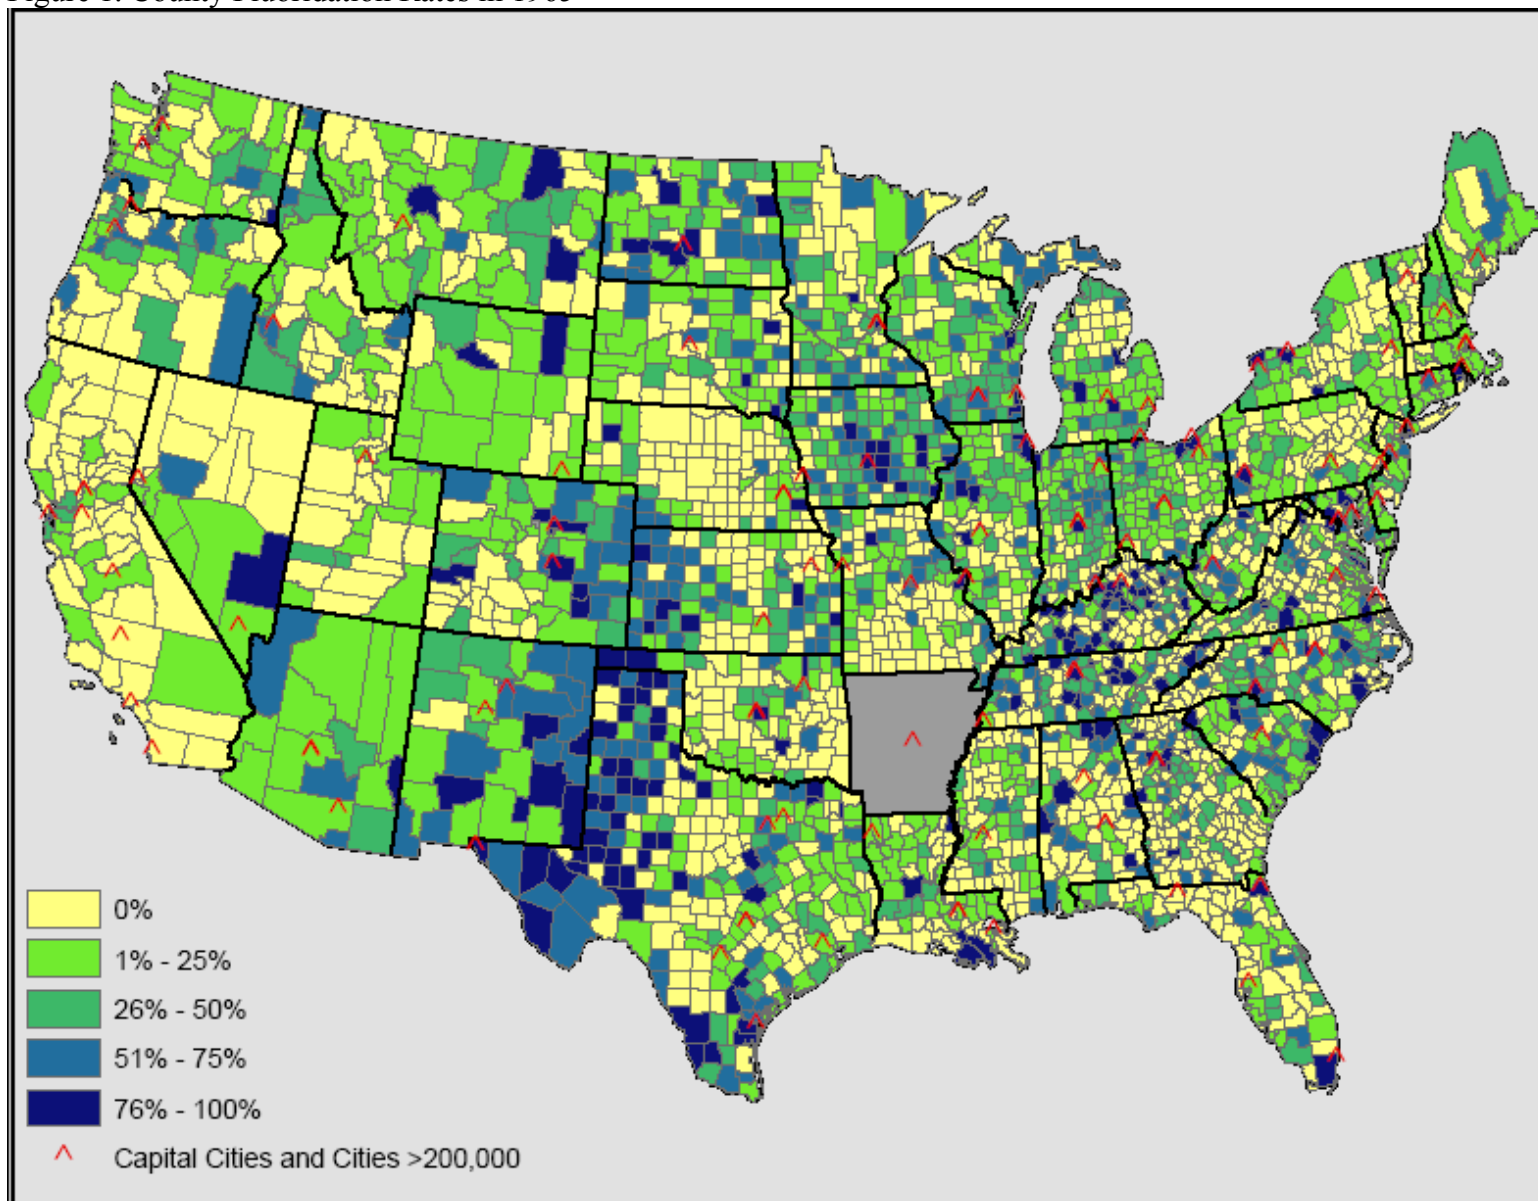 0%
1% - 25%
26% - 50%
51% - 75%
76% - 100%
Capital Cities and Cities >200,000